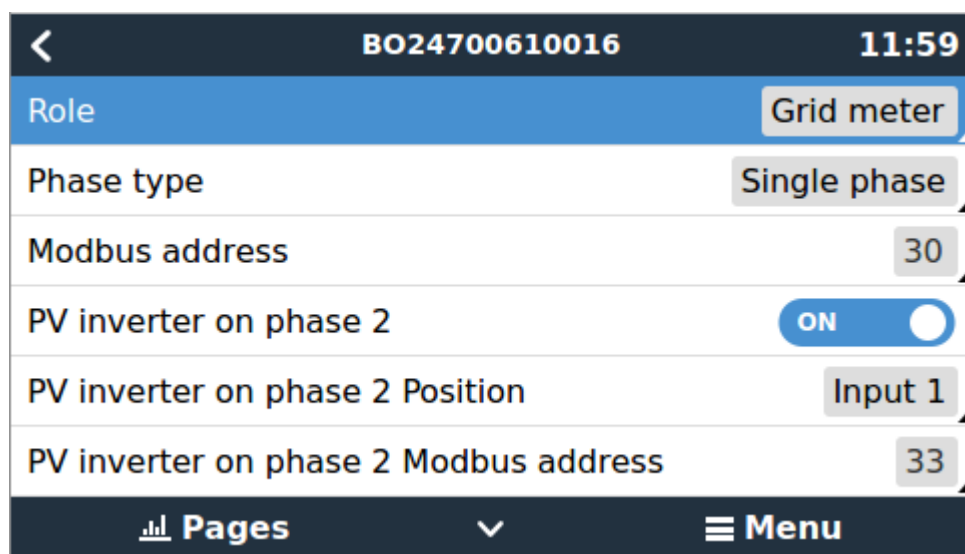 BO24700610016 11:59
Role Grid meter
Phase type Single phase
Modbus address 30
PV inverter on phase 2 ON
PV inverter on phase 2 Position Input 1
PV inverter on phase 2 Modbus address 33
Pages Menu